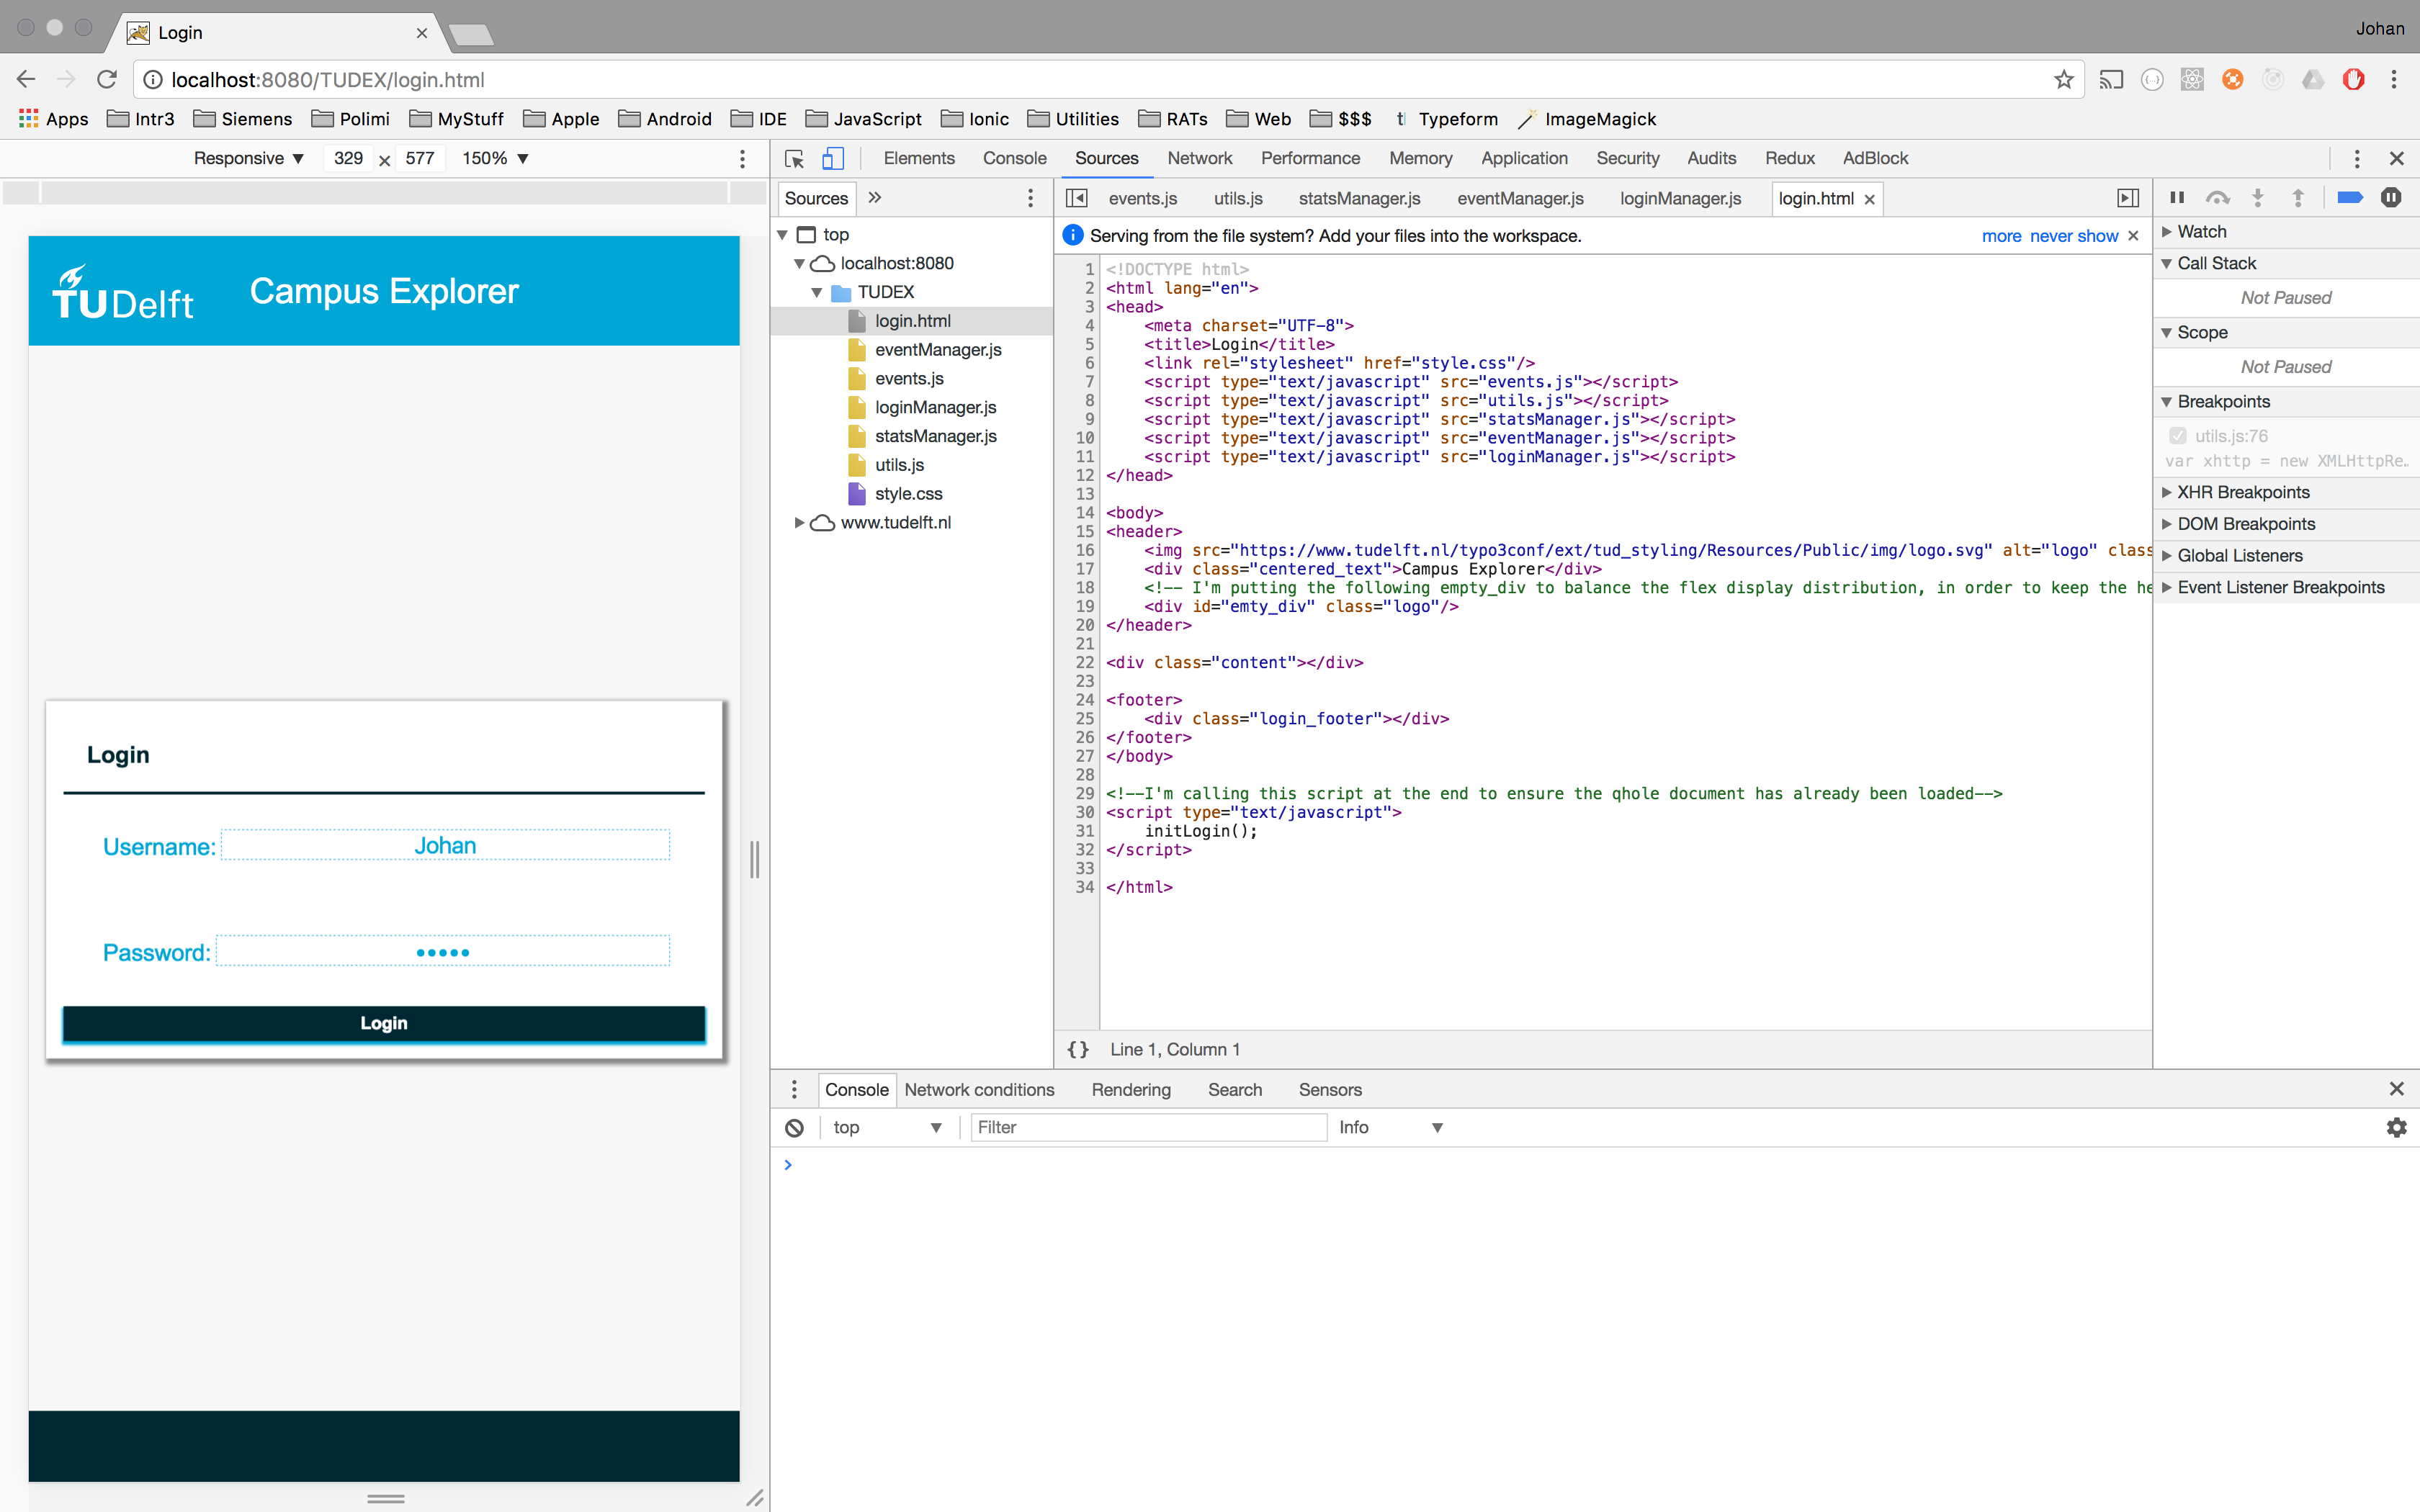 Login
Johan
localhost:8080/TUDEX/login.html
Apps Intr3 Siemens Polimi MyStuff Apple Android IDE JavaScript Ionic Utilities RATs Web $$$ Typeform ImageMagick
Responsive 329 × 577 150%
Elements Console Sources Network Performance Memory Application Security Audits Redux AdBlock
TUDelft
Campus Explorer
Login
Username: Johan
Password: •••••
Login
Sources
top
localhost:8080
TUDEX
login.html
eventManager.js
events.js
loginManager.js
statsManager.js
utils.js
style.css
www.tudelft.nl
events.js utils.js statsManager.js eventManager.js loginManager.js login.html
Serving from the file system? Add your files into the workspace. more never show
1 <!DOCTYPE html>
2 <html lang="en">
3 <head>
4 <meta charset="UTF-8">
5 <title>Login</title>
6 <link rel="stylesheet" href="style.css"/>
7 <script type="text/javascript" src="events.js"></script>
8 <script type="text/javascript" src="utils.js"></script>
9 <script type="text/javascript" src="statsManager.js"></script>
10 <script type="text/javascript" src="eventManager.js"></script>
11 <script type="text/javascript" src="loginManager.js"></script>
12 </head>
13
14 <body>
15 <header>
16 <img src="https://www.tudelft.nl/typo3conf/ext/tud_styling/Resources/Public/img/logo.svg" alt="logo" clas
17 <div class="centered_text">Campus Explorer</div>
18 <!-- I'm putting the following empty_div to balance the flex display distribution, in order to keep the he
19 <div id="emty_div" class="logo"/>
20 </header>
21
22 <div class="content"></div>
23
24 <footer>
25 <div class="login_footer"></div>
26 </footer>
27 </body>
28
29 <!--I'm calling this script at the end to ensure the qhole document has already been loaded-->
30 <script type="text/javascript">
31 initLogin();
32 </script>
33
34 </html>
{} Line 1, Column 1
Watch
Call Stack
Not Paused
Scope
Not Paused
Breakpoints
utils.js:76
var xhttp = new XMLHttpRe…
XHR Breakpoints
DOM Breakpoints
Global Listeners
Event Listener Breakpoints
Console Network conditions Rendering Search Sensors
top Filter Info